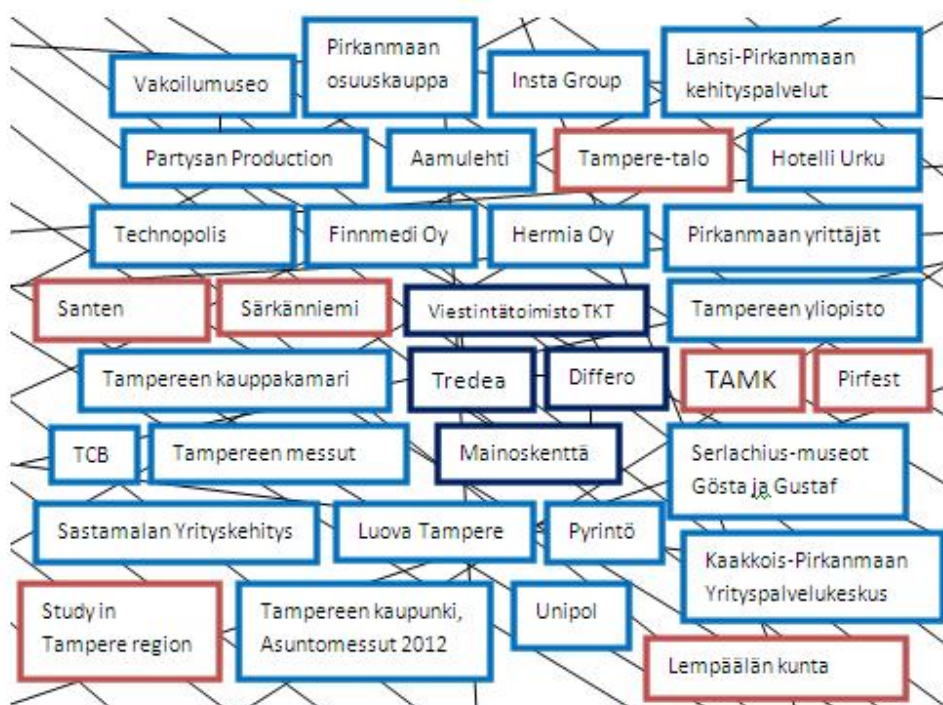 Vakoilumuseo
Pirkanmaan
osuuskauppa
Insta Group
Länsi-Pirkanmaan
kehityspalvelut
Partysan Production
Aamulehti
Tampere-talo
Hotelli Urku
Technopolis
Finnmedi Oy
Hermia Oy
Pirkanmaan yrittäjät
Santen
Särkänniemi
Viestintätoimisto TKT
Tampereen yliopisto
Tampereen kauppakamari
Tredea
Differo
TAMK
Pirfest
TCB
Tampereen messut
Mainoskenttä
Serlachius-museot
Gösta ja Gustaf
Sastamalan Yrityskehitys
Luova Tampere
Pyrintö
Kaakkois-Pirkanmaan
Yrityspalvelukeskus
Study in
Tampere region
Tampereen kaupunki,
Asuntomessut 2012
Unipol
Lempäälän kunta